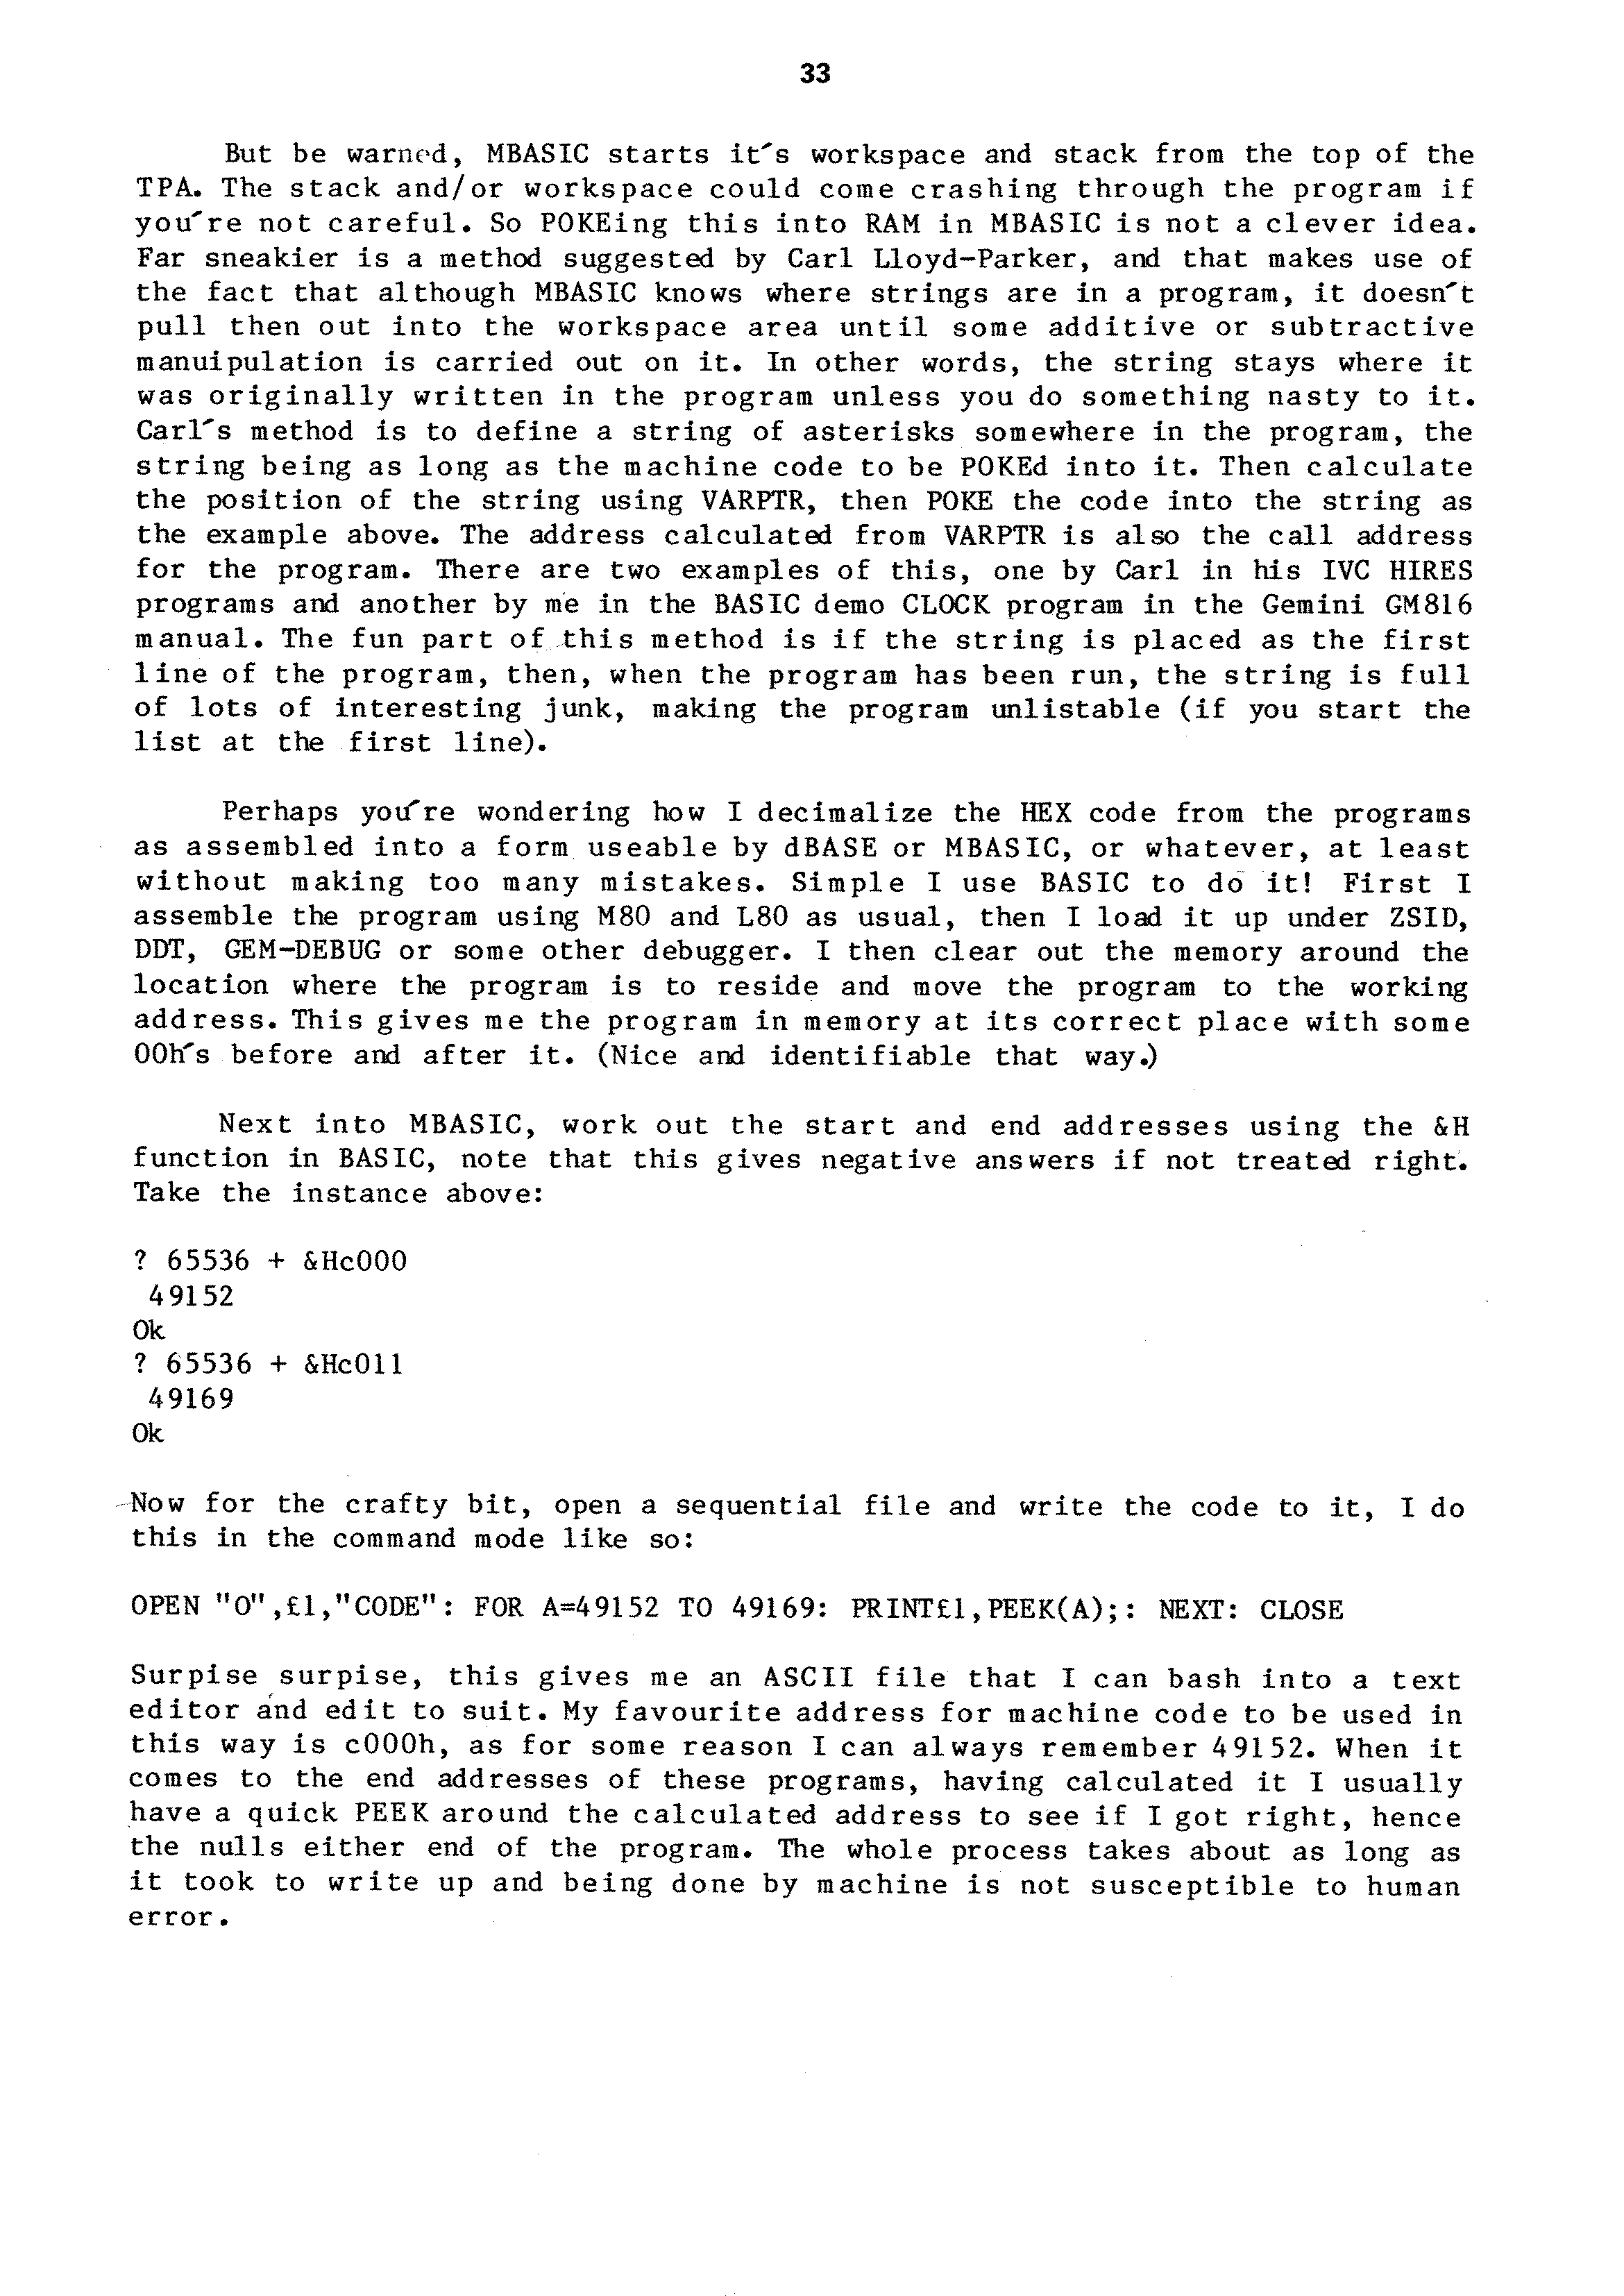 33
But be warned, MBASIC starts it's workspace and stack from the top of the
TPA. The stack and/or workspace could come crashing through the program if
you're not careful. So POKEing this into RAM in MBASIC is not a clever idea.
Far sneakier is a method suggested by Carl Lloyd-Parker, and that makes use of
the fact that although MBASIC knows where strings are in a program, it doesn't
pull then out into the workspace area until some additive or subtractive
manuipulation is carried out on it. In other words, the string stays where it
was originally written in the program unless you do something nasty to it.
Carl's method is to define a string of asterisks somewhere in the program, the
string being as long as the machine code to be POKEd into it. Then calculate
the position of the string using VARPTR, then POKE the code into the string as
the example above. The address calculated from VARPTR is also the call address
for the program. There are two examples of this, one by Carl in his IVC HIRES
programs and another by me in the BASIC demo CLOCK program in the Gemini GM816
manual. The fun part of this method is if the string is placed as the first
line of the program, then, when the program has been run, the string is full
of lots of interesting junk, making the program unlistable (if you start the
list at the first line).
Perhaps you're wondering how I decimalize the HEX code from the programs
as assembled into a form useable by dBASE or MBASIC, or whatever, at least
without making too many mistakes. Simple I use BASIC to do it! First I
assemble the program using M80 and L80 as usual, then I load it up under ZSID,
DDT, GEM-DEBUG or some other debugger. I then clear out the memory around the
location where the program is to reside and move the program to the working
address. This gives me the program in memory at its correct place with some
00h's before and after it. (Nice and identifiable that way.)
Next into MBASIC, work out the start and end addresses using the &H
function in BASIC, note that this gives negative answers if not treated right.
Take the instance above:
? 65536 + &Hc000
49152
Ok
? 65536 + &Hc011
49169
Ok
Now for the crafty bit, open a sequential file and write the code to it, I do
this in the command mode like so:
OPEN "O",£1,"CODE": FOR A=49152 TO 49169: PRINT£1,PEEK(A);: NEXT: CLOSE
Surpise surpise, this gives me an ASCII file that I can bash into a text
editor and edit to suit. My favourite address for machine code to be used in
this way is c000h, as for some reason I can always remember 49152. When it
comes to the end addresses of these programs, having calculated it I usually
have a quick PEEK around the calculated address to see if I got right, hence
the nulls either end of the program. The whole process takes about as long as
it took to write up and being done by machine is not susceptible to human
error.